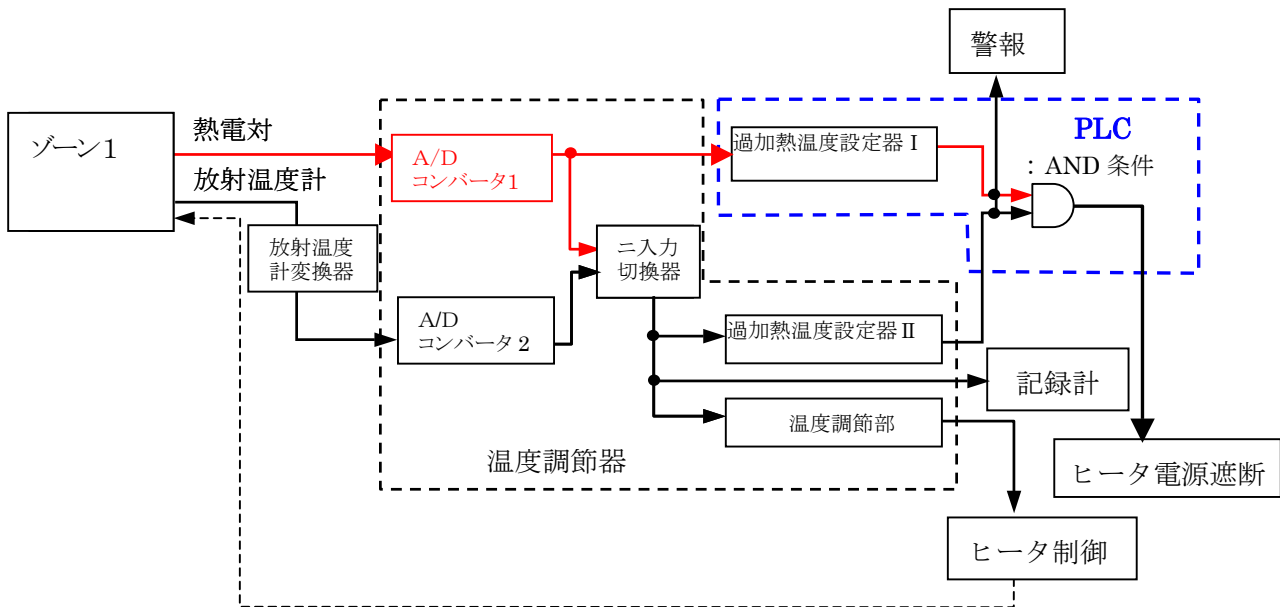 警報
ゾーン1
熱電対
放射温度計
A/D
コンバータ1
過加熱温度設定器Ⅰ
PLC
：AND 条件
放射温度
計変換器
二入力
切換器
A/D
コンバータ2
過加熱温度設定器Ⅱ
記録計
温度調節部
温度調節器
ヒータ電源遮断
ヒータ制御